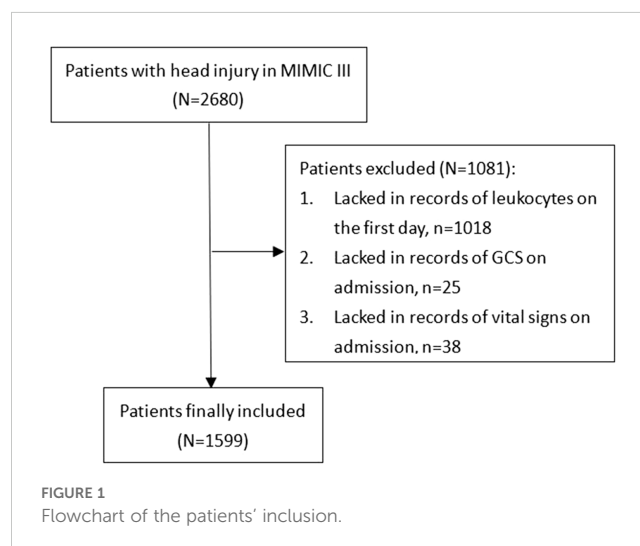 Patients with head injury in MIMIC III
(N=2680)
Patients excluded (N=1081):
1. Lacked in records of leukocytes on
the first day, n=1018
2. Lacked in records of GCS on
admission, n=25
3. Lacked in records of vital signs on
admission, n=38
Patients finally included
(N=1599)
FIGURE 1
Flowchart of the patients’ inclusion.